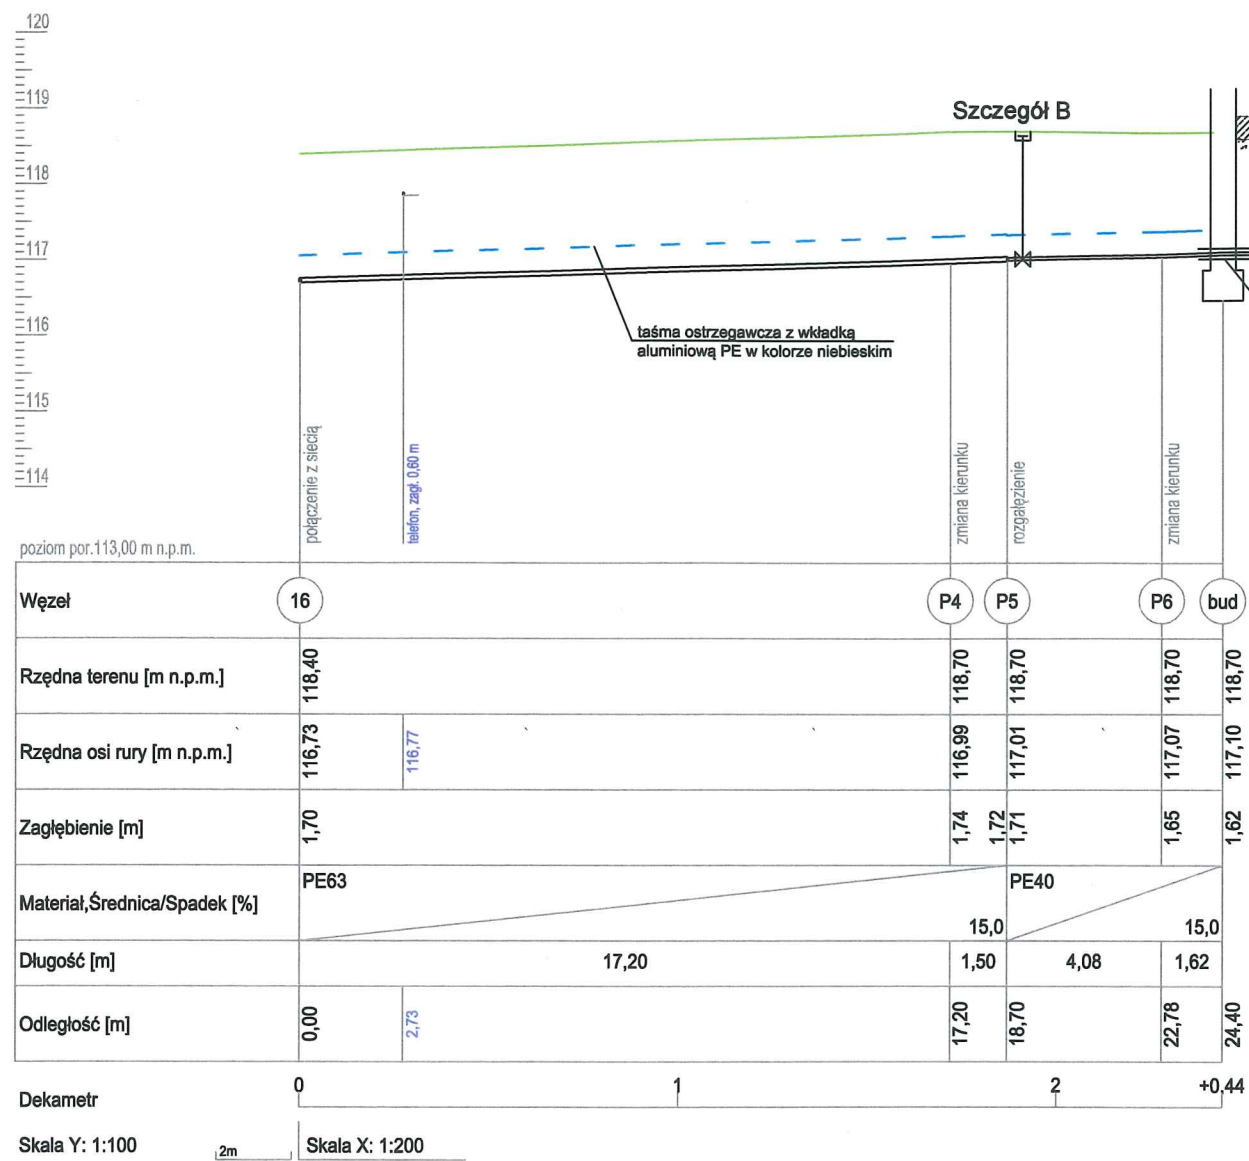 120
119
118
117
116
115
114
Szczegół B
taśma ostrzegawcza z wkładką
aluminiową PE w kolorze niebieskim
połączenie z siecią
telefon, zagł. 0,60 m
zmiana kierunku
rozgałęzienie
zmiana kierunku
poziom por.113,00 m n.p.m.
Węzeł 16 P4 P5 P6 bud
Rzędna terenu [m n.p.m.] 118,40 118,70 118,70 118,70 118,70
Rzędna osi rury [m n.p.m.] 116,73 116,77 116,99 117,01 117,07 117,10
Zagłębienie [m] 1,70 1,74 1,72 1,71 1,65 1,62
Materiał,Średnica/Spadek [%] PE63 15,0 PE40 15,0
Długość [m] 17,20 1,50 4,08 1,62
Odległość [m] 0,00 2,73 17,20 18,70 22,78 24,40
Dekametr 0 1 2 +0,44
Skala Y: 1:100 2m Skala X: 1:200